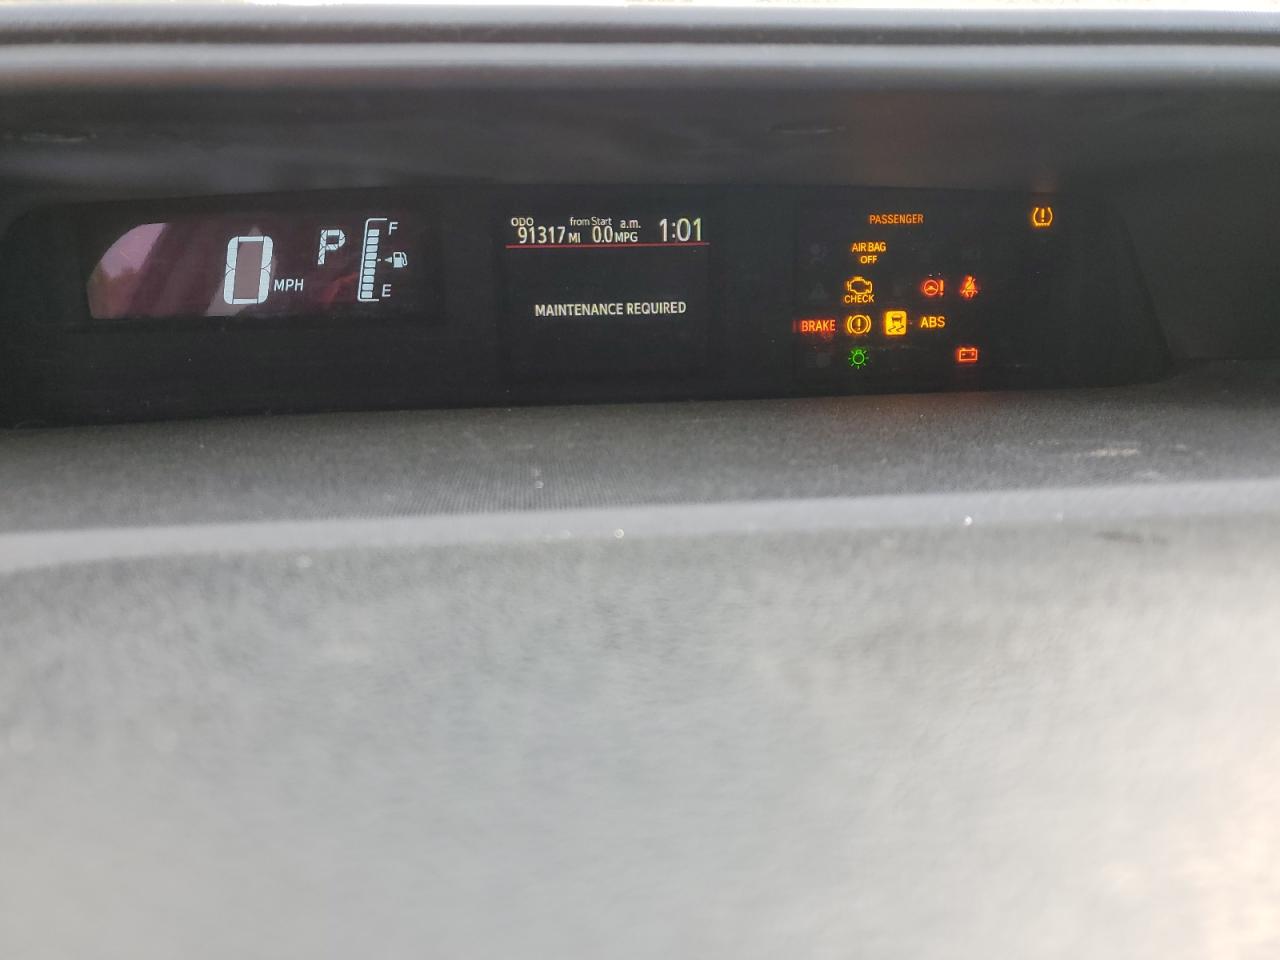 0 MPH
P
F
E
ODO from Start a.m.
91317 MI 0.0 MPG 1:01
MAINTENANCE REQUIRED
PASSENGER
AIR BAG
OFF
CHECK
BRAKE ABS